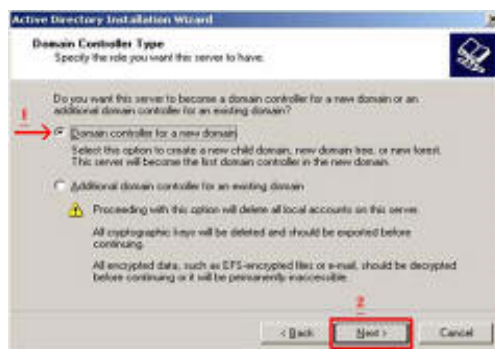 Active Directory Installation Wizard
Domain Controller Type
Specify the role you want this server to have.
Do you want this server to become a domain controller for a new domain or an
additional domain controller for an existing domain?
1
Domain controller for a new domain
Select this option to create a new child domain, new domain tree, or new forest.
This server will become the first domain controller in the new domain.
Additional domain controller for an existing domain
Proceeding with this option will delete all local accounts on this server.
All cryptographic keys will be deleted and should be exported before
continuing.
All encrypted data, such as EFS-encrypted files or e-mail, should be decrypted
before continuing or it will be permanently inaccessible.
2
< Back Next > Cancel